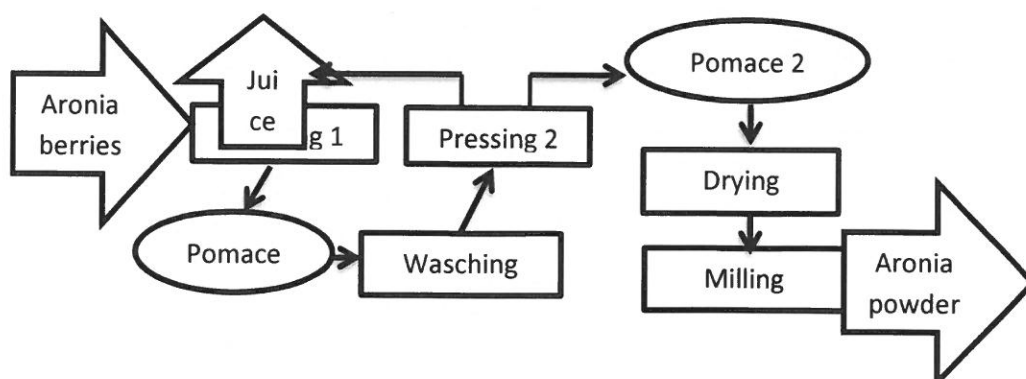 Aronia
berries
Jui
ce
g 1
Pressing 2
Pomace 2
Drying
Pomace
Wasching
Milling
Aronia
powder